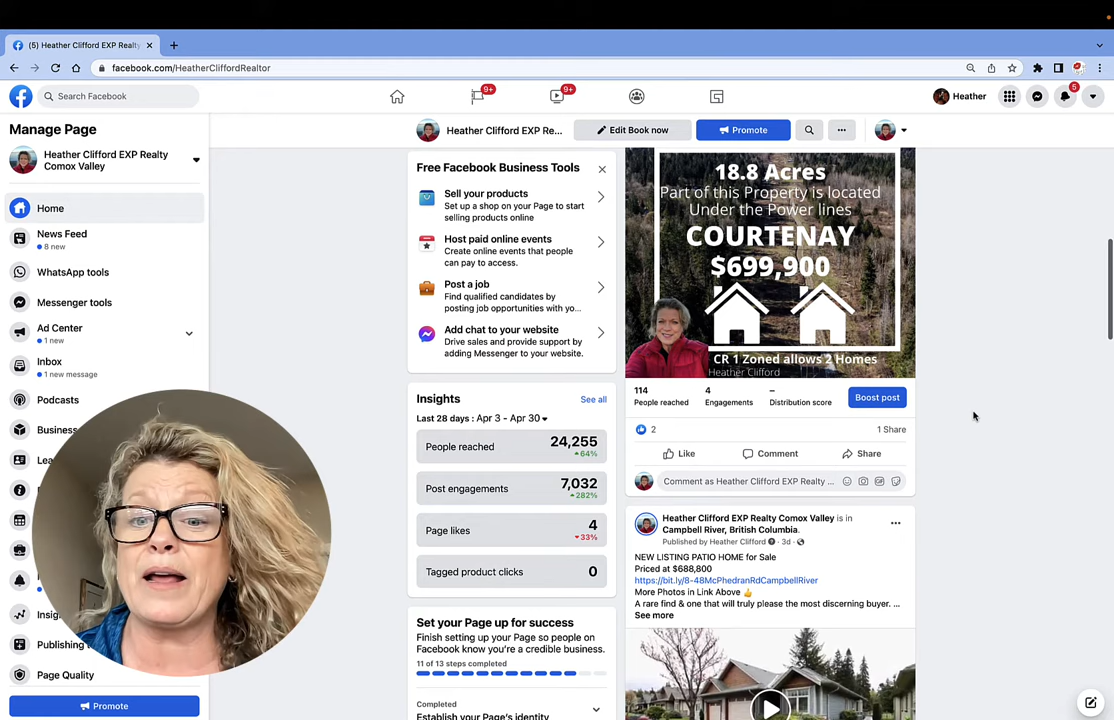 (5) Heather Clifford EXP Realty
facebook.com/HeatherCliffordRealtor
Search Facebook
9+
9+
Heather
5
Manage Page
Heather Clifford EXP Realty
Comox Valley
Home
News Feed
8 new
WhatsApp tools
Messenger tools
Ad Center
1 new
Inbox
1 new message
Podcasts
Business
Lea
Insig
Publishing
Page Quality
Promote
Heather Clifford EXP Re...
Edit Book now
Promote
Free Facebook Business Tools
Sell your products
Set up a shop on your Page to start
selling products online
Host paid online events
Create online events that people
can pay to access.
Post a job
Find qualified candidates by
posting job opportunities with yo...
Add chat to your website
Drive sales and provide support by
adding Messenger to your website.
Insights
See all
Last 28 days : Apr 3 - Apr 30
People reached
24,255
64%
Post engagements
7,032
282%
Page likes
4
33%
Tagged product clicks
0
Set your Page up for success
Finish setting up your Page so people on
Facebook know you're a credible business.
11 of 13 steps completed
Completed
Establish your Page's identity
18.8 Acres
Part of this Property is located
Under the Power lines
COURTENAY
$699,900
CR 1 Zoned allows 2 Homes
Heather Clifford
114
People reached
4
Engagements
–
Distribution score
Boost post
2
1 Share
Like
Comment
Share
Comment as Heather Clifford EXP Realty ...
Heather Clifford EXP Realty Comox Valley is in
Campbell River, British Columbia.
Published by Heather Clifford · 3d ·
NEW LISTING PATIO HOME for Sale
Priced at $688,800
https://bit.ly/8-48McPhedranRdCampbellRiver
More Photos in Link Above 👍
A rare find & one that will truly please the most discerning buyer. ...
See more